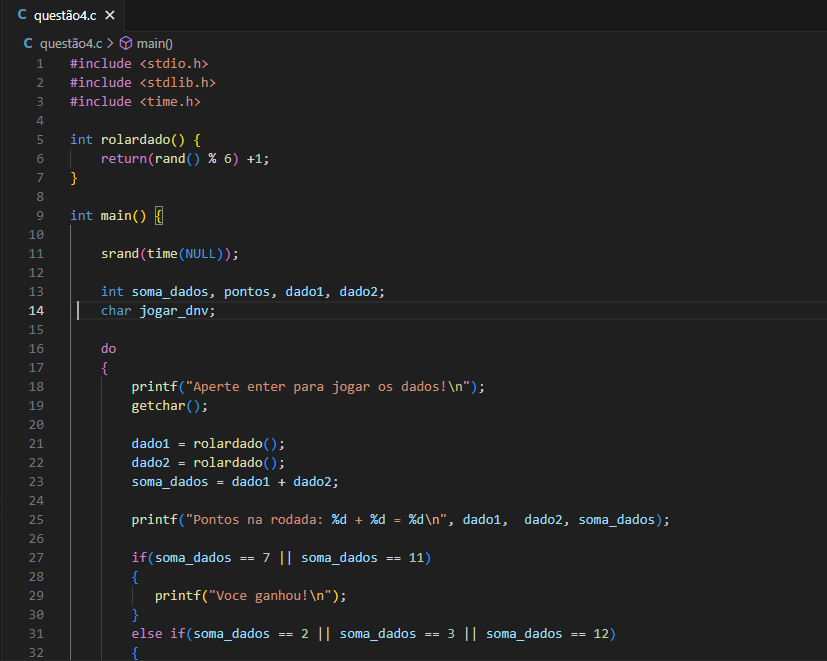 C questão4.c ×
C questão4.c > main()
1 #include <stdio.h>
2 #include <stdlib.h>
3 #include <time.h>
4
5 int rolardado() {
6     return(rand() % 6) +1;
7 }
8
9 int main() {
10
11     srand(time(NULL));
12
13     int soma_dados, pontos, dado1, dado2;
14     char jogar_dnv;
15
16     do
17     {
18         printf("Aperte enter para jogar os dados!\n");
19         getchar();
20
21         dado1 = rolardado();
22         dado2 = rolardado();
23         soma_dados = dado1 + dado2;
24
25         printf("Pontos na rodada: %d + %d = %d\n", dado1,  dado2, soma_dados);
26
27         if(soma_dados == 7 || soma_dados == 11)
28         {
29            printf("Voce ganhou!\n");
30         }
31         else if(soma_dados == 2 || soma_dados == 3 || soma_dados == 12)
32         {